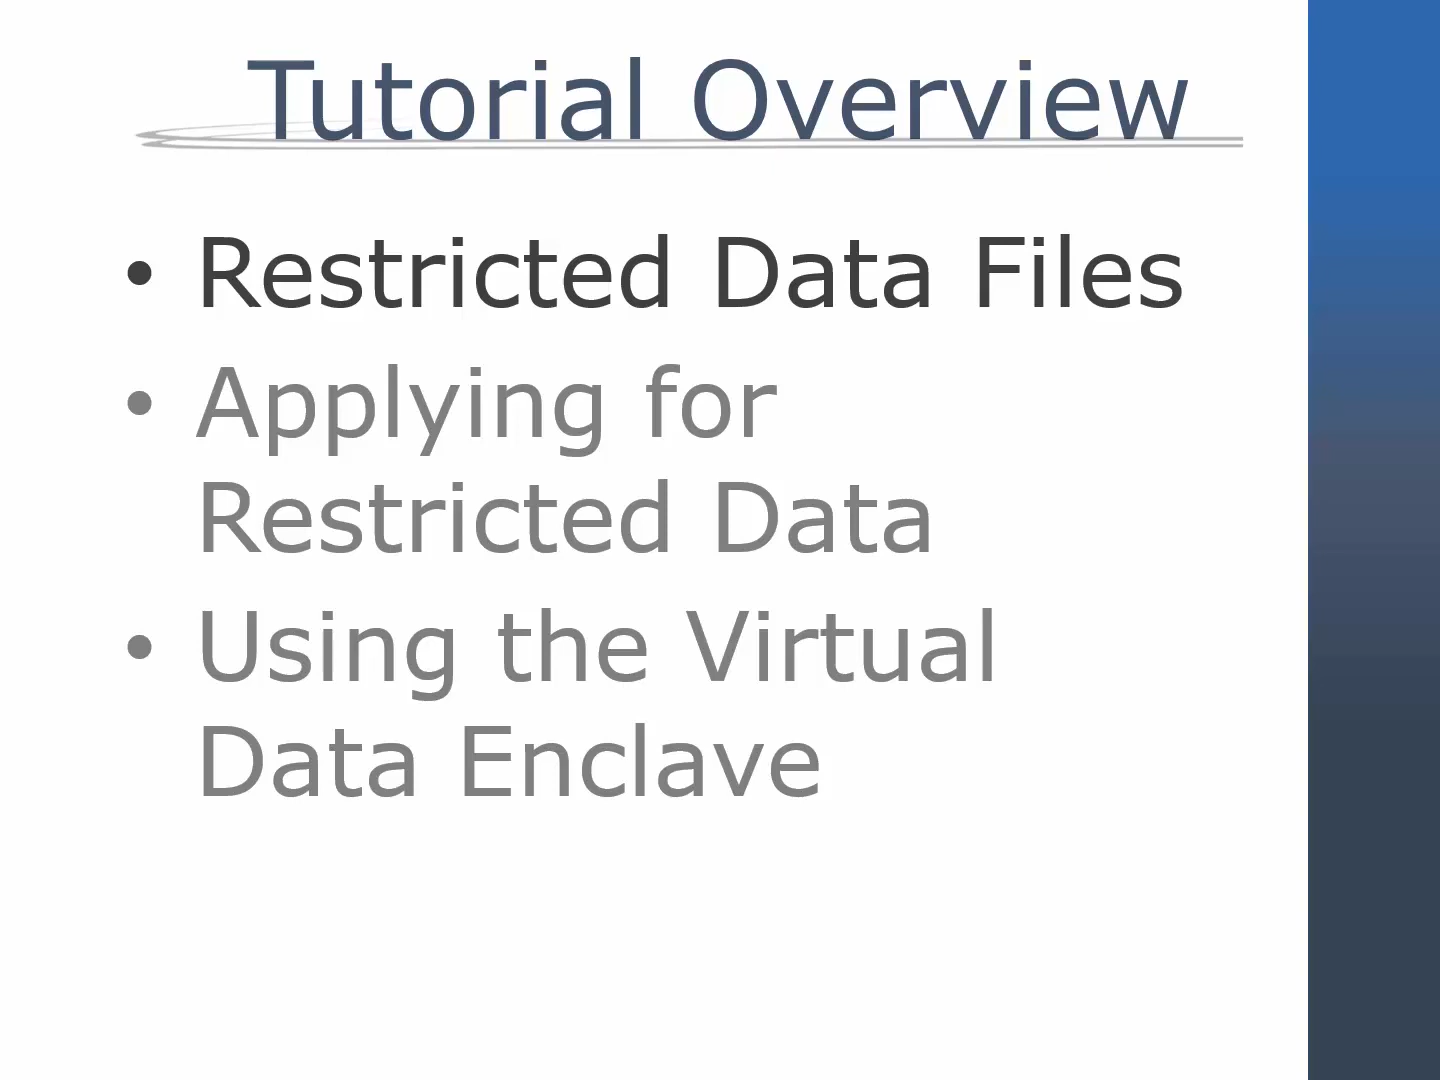 Tutorial Overview
• Restricted Data Files
• Applying for
Restricted Data
• Using the Virtual
Data Enclave